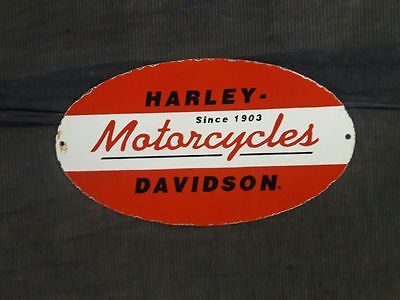 HARLEY-
Since 1903
Motorcycles
DAVIDSON.